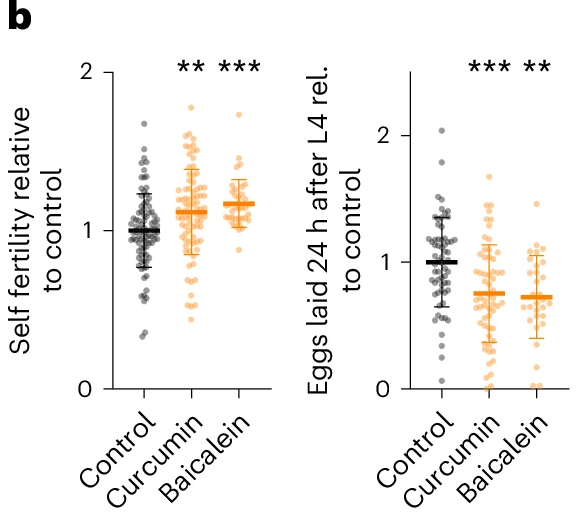 b
Self fertility relative
to control
2
1
0
** ***
Control
Curcumin
Baicalein
Eggs laid 24 h after L4 rel.
to control
2
1
0
*** **
Control
Curcumin
Baicalein